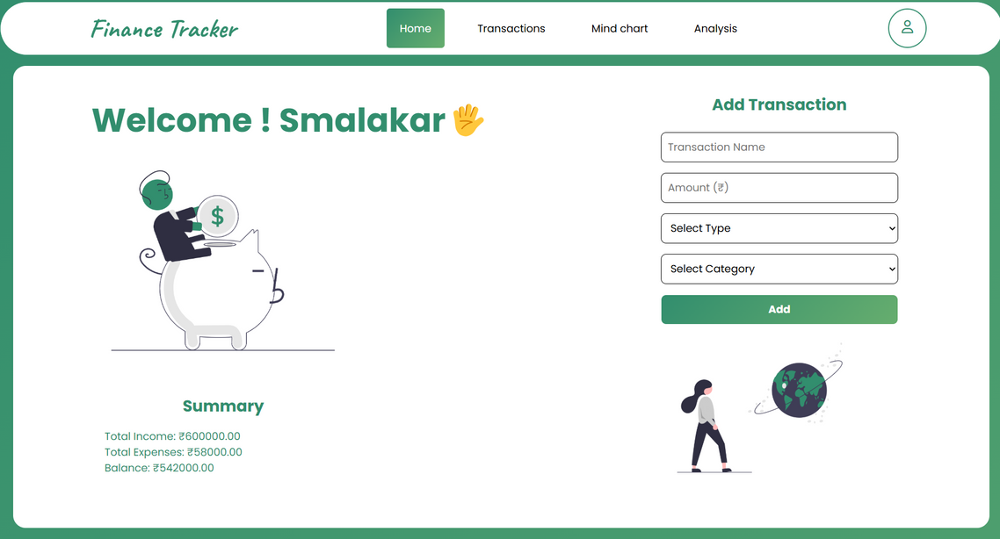 Finance Tracker
Home
Transactions
Mind chart
Analysis
Welcome ! Smalakar
$
Summary
Total Income: ₹600000.00
Total Expenses: ₹58000.00
Balance: ₹542000.00
Add Transaction
Transaction Name
Amount (₹)
Select Type
Select Category
Add